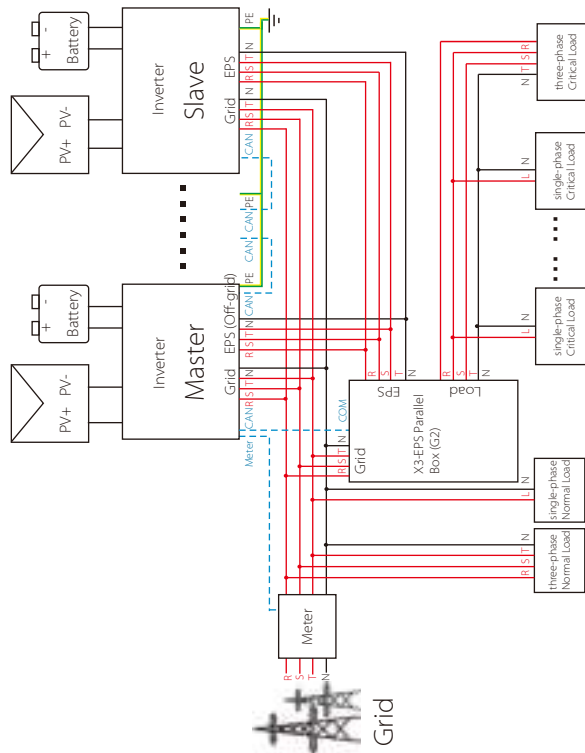 + -
Battery
PV+ PV-
Inverter
Slave
CAN
R S T N
Grid
R S T N
EPS
PE
CAN
PE
CAN
+ -
Battery
PV+ PV-
Inverter
Master
Meter
CAN
R S T N
Grid
R S T N
EPS (Off-grid)
CAN
PE
COM
R S T N
Grid
X3-EPS Parallel
Box (G2)
R S T N
EPS
R S T N
Load
Meter
R
S
T
N
Grid
R S T N
three-phase
Normal Load
L N
single-phase
Normal Load
L N
single-phase
Critical Load
L N
single-phase
Critical Load
N T S R
three-phase
Critical Load